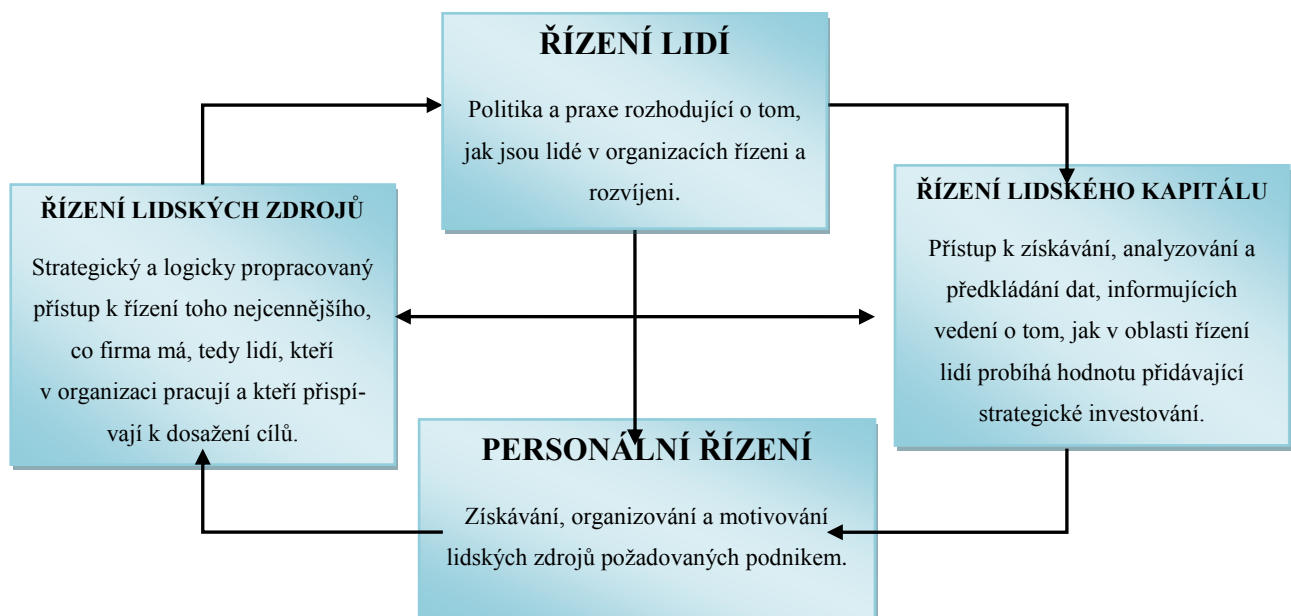 ŘÍZENÍ LIDÍ
Politika a praxe rozhodující o tom,
jak jsou lidé v organizacích řízeni a
rozvíjeni.
ŘÍZENÍ LIDSKÝCH ZDROJŮ
Strategický a logicky propracovaný
přístup k řízení toho nejcennějšího,
co firma má, tedy lidí, kteří
v organizaci pracují a kteří přispí-
vají k dosažení cílů.
ŘÍZENÍ LIDSKÉHO KAPITÁLU
Přístup k získávání, analyzování a
předkládání dat, informujících
vedení o tom, jak v oblasti řízení
lidí probíhá hodnotu přidávající
strategické investování.
PERSONÁLNÍ ŘÍZENÍ
Získávání, organizování a motivování
lidských zdrojů požadovaných podnikem.